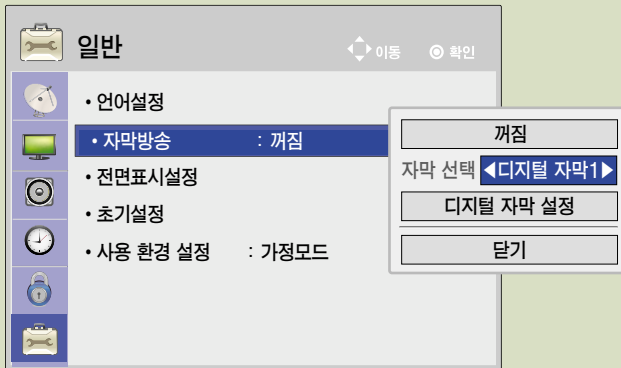 일반
이동 ◉ 확인
• 언어설정
• 자막방송 : 꺼짐
• 전면표시설정
• 초기설정
• 사용 환경 설정 : 가정모드
꺼짐
자막 선택 ◀디지털 자막1▶
디지털 자막 설정
닫기